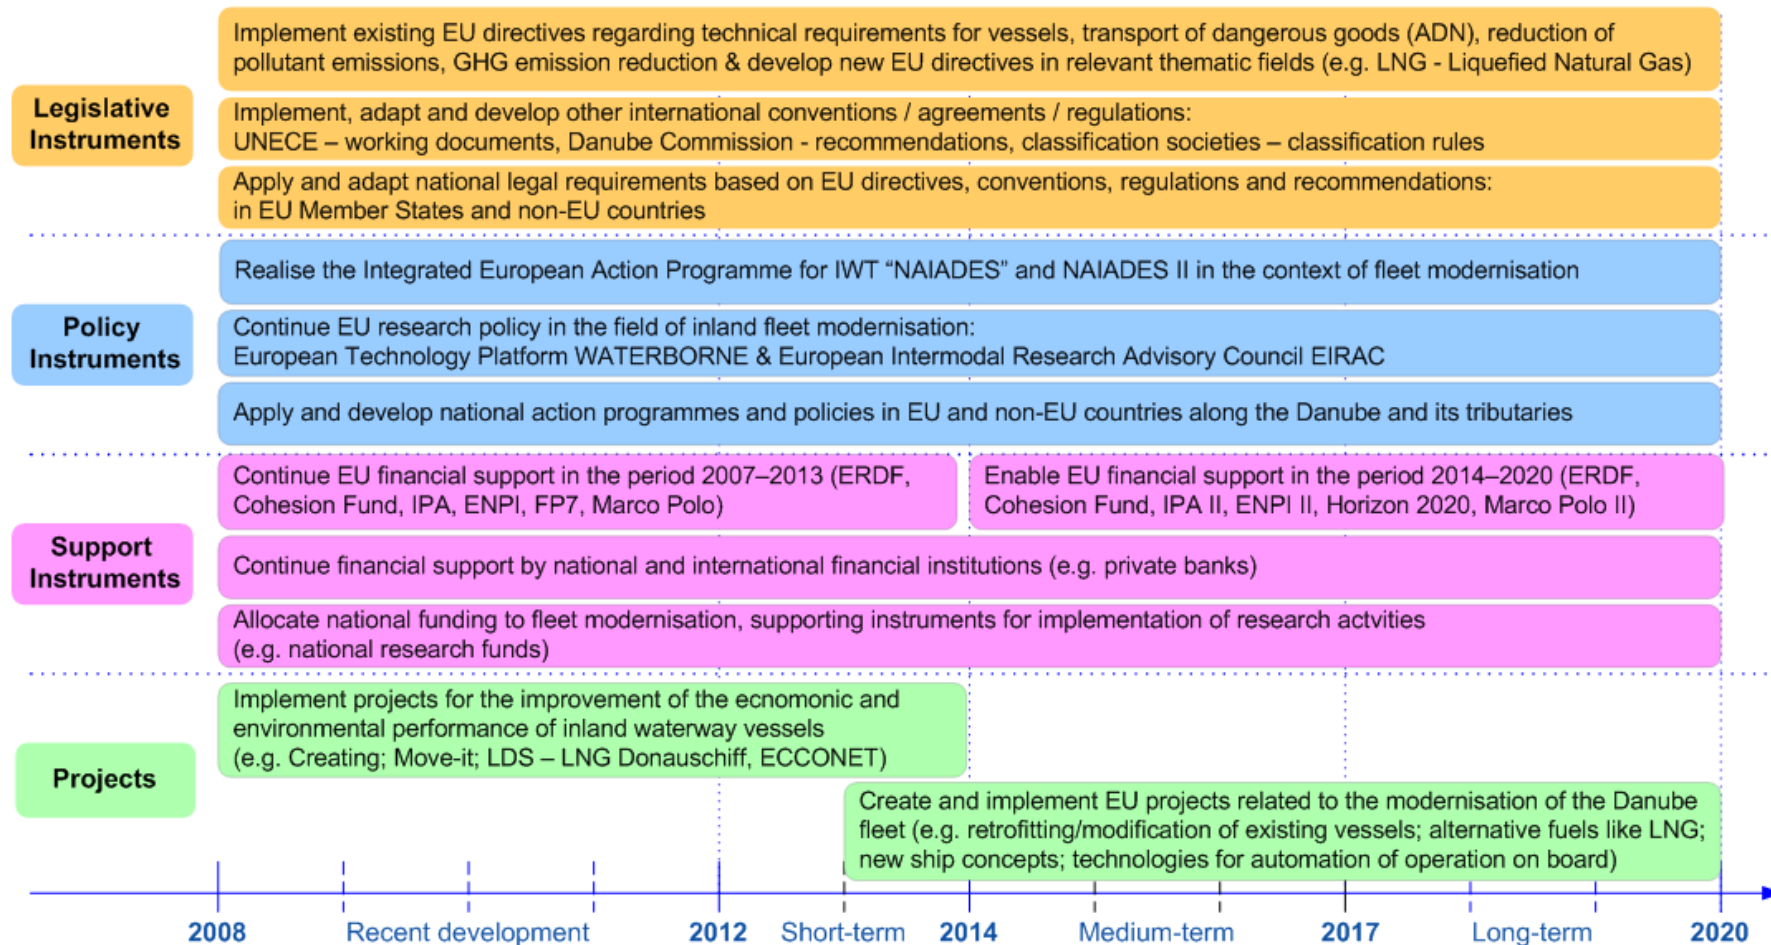 Legislative
Instruments
Implement existing EU directives regarding technical requirements for vessels, transport of dangerous goods (ADN), reduction of
pollutant emissions, GHG emission reduction & develop new EU directives in relevant thematic fields (e.g. LNG - Liquefied Natural Gas)
Implement, adapt and develop other international conventions / agreements / regulations:
UNECE – working documents, Danube Commission - recommendations, classification societies – classification rules
Apply and adapt national legal requirements based on EU directives, conventions, regulations and recommendations:
in EU Member States and non-EU countries
Policy
Instruments
Realise the Integrated European Action Programme for IWT “NAIADES” and NAIADES II in the context of fleet modernisation
Continue EU research policy in the field of inland fleet modernisation:
European Technology Platform WATERBORNE & European Intermodal Research Advisory Council EIRAC
Apply and develop national action programmes and policies in EU and non-EU countries along the Danube and its tributaries
Support
Instruments
Continue EU financial support in the period 2007–2013 (ERDF,
Cohesion Fund, IPA, ENPI, FP7, Marco Polo)
Enable EU financial support in the period 2014–2020 (ERDF,
Cohesion Fund, IPA II, ENPI II, Horizon 2020, Marco Polo II)
Continue financial support by national and international financial institutions (e.g. private banks)
Allocate national funding to fleet modernisation, supporting instruments for implementation of research actvities
(e.g. national research funds)
Projects
Implement projects for the improvement of the ecnomonic and
environmental performance of inland waterway vessels
(e.g. Creating; Move-it; LDS – LNG Donauschiff, ECCONET)
Create and implement EU projects related to the modernisation of the Danube
fleet (e.g. retrofitting/modification of existing vessels; alternative fuels like LNG;
new ship concepts; technologies for automation of operation on board)
2008 Recent development 2012 Short-term 2014 Medium-term 2017 Long-term 2020